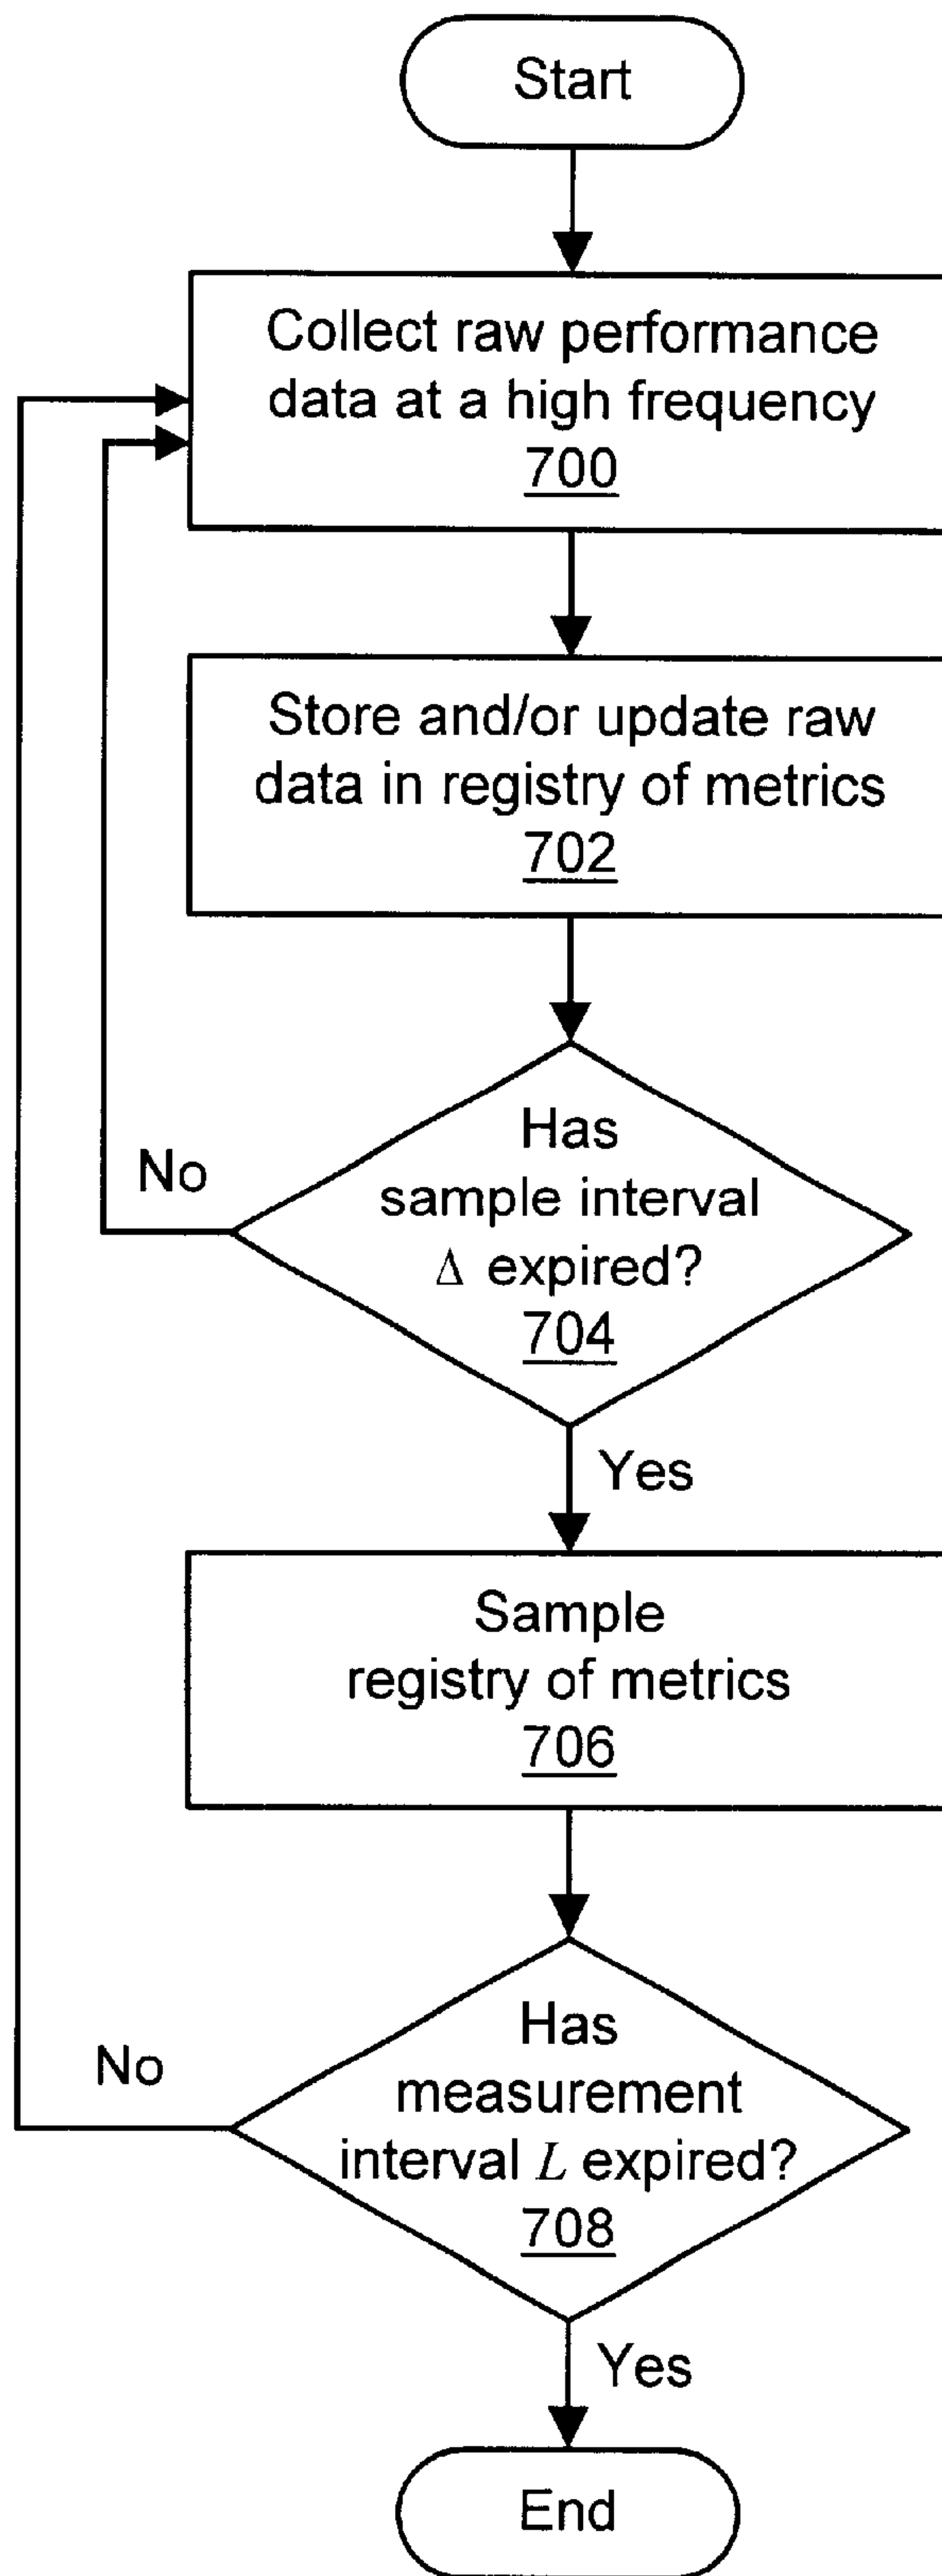 Start
Collect raw performance
data at a high frequency
700
Store and/or update raw
data in registry of metrics
702
Has
sample interval
Δ expired?
704
No
Yes
Sample
registry of metrics
706
Has
measurement
interval L expired?
708
No
Yes
End